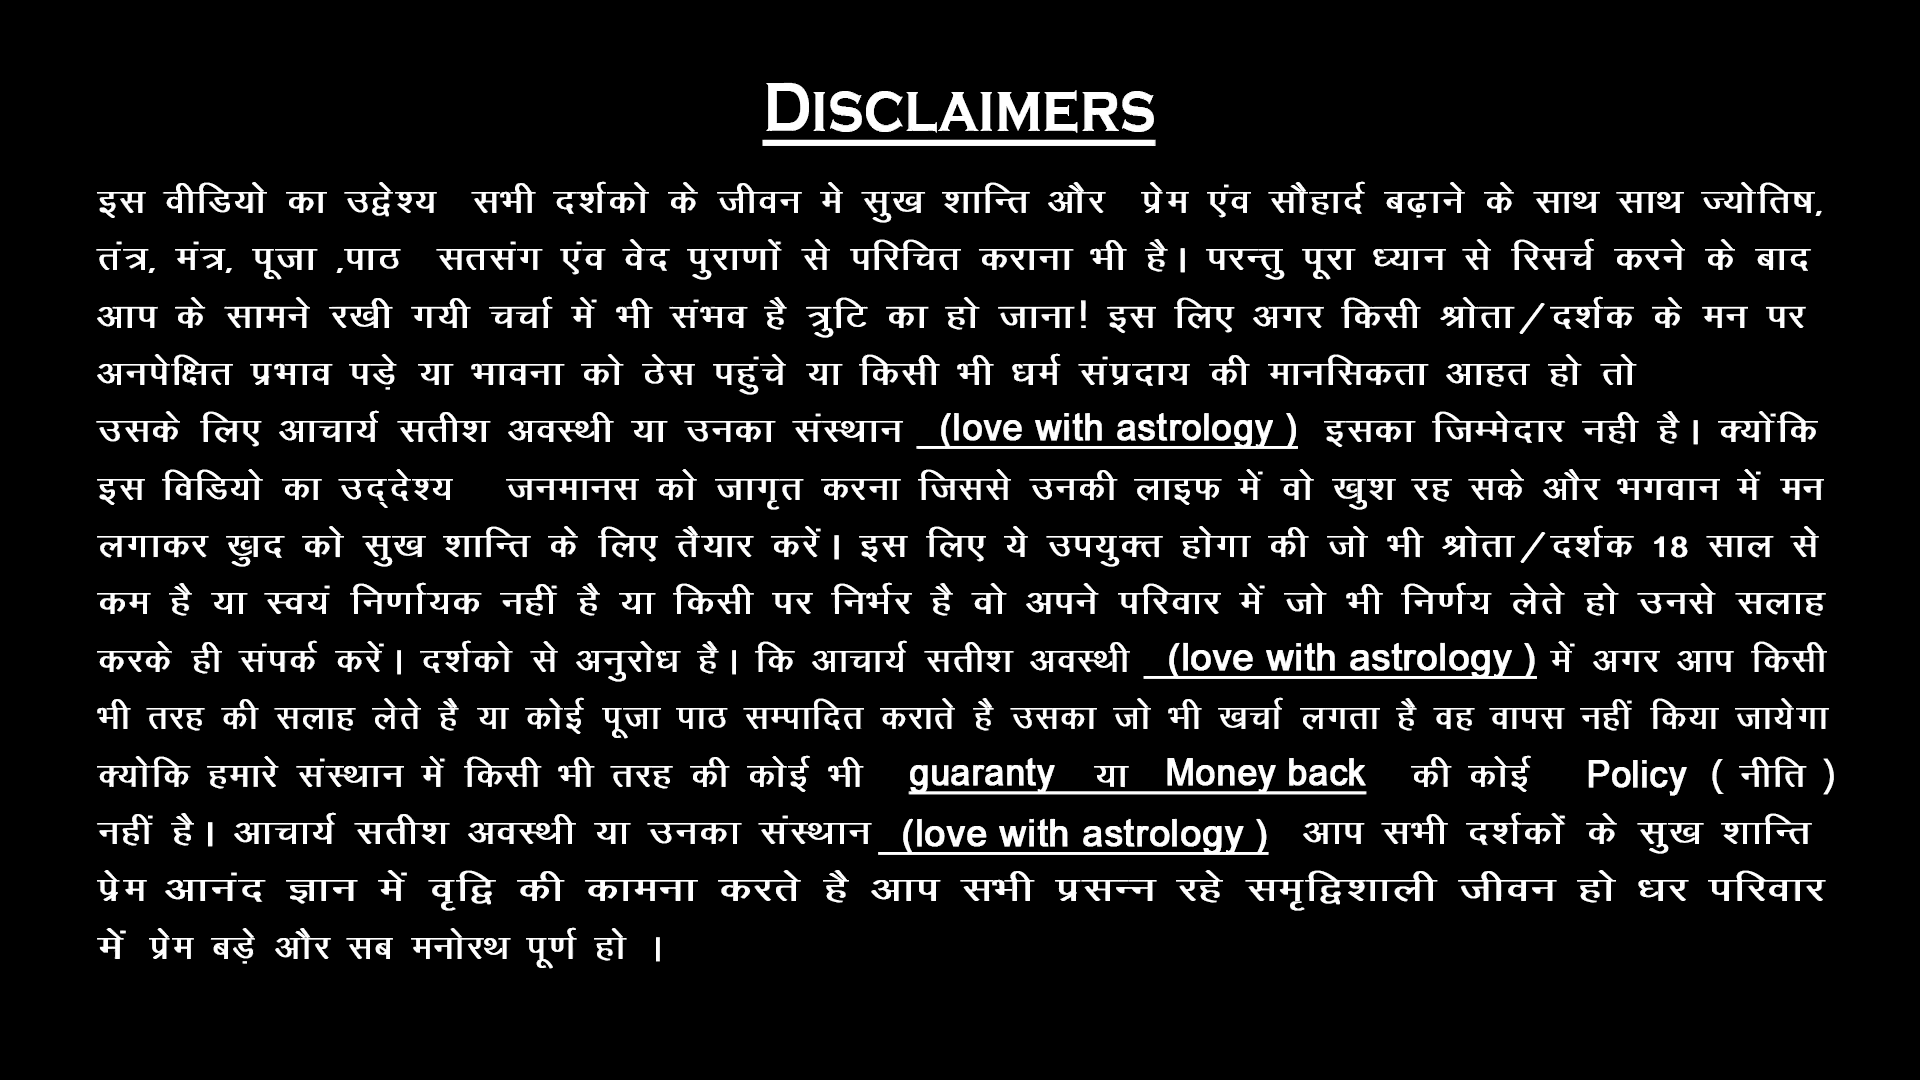 DISCLAIMERS
इस वीडियो का उद्वेश्य सभी दर्शको के जीवन मे सुख शान्ति और प्रेम एंव सौहार्द बढ़ाने के साथ साथ ज्योतिष,
तंत्र, मंत्र, पूजा ,पाठ सतसंग एंव वेद पुराणों से परिचित कराना भी है। परन्तु पूरा ध्यान से रिसर्च करने के बाद
आप के सामने रखी गयी चर्चा में भी संभव है त्रुटि का हो जाना! इस लिए अगर किसी श्रोता/दर्शक के मन पर
अनपेक्षित प्रभाव पड़े या भावना को ठेस पहुंचे या किसी भी धर्म संप्रदाय की मानसिकता आहत हो तो
उसके लिए आचार्य सतीश अवस्थी या उनका संस्थान (love with astrology ) इसका जिम्मेदार नही है। क्योंकि
इस विडियो का उद्‌देश्य जनमानस को जागृत करना जिससे उनकी लाइफ में वो खुश रह सके और भगवान में मन
लगाकर खुद को सुख शान्ति के लिए तैयार करें। इस लिए ये उपयुक्त होगा की जो भी श्रोता/दर्शक 18 साल से
कम है या स्वयं निर्णायक नहीं है या किसी पर निर्भर है वो अपने परिवार में जो भी निर्णय लेते हो उनसे सलाह
करके ही संपर्क करें। दर्शको से अनुरोध है। कि आचार्य सतीश अवस्थी (love with astrology ) में अगर आप किसी
भी तरह की सलाह लेते है या कोई पूजा पाठ सम्पादित कराते है उसका जो भी खर्चा लगता है वह वापस नहीं किया जायेगा
क्योकि हमारे संस्थान में किसी भी तरह की कोई भी guaranty या Money back की कोई Policy ( नीति )
नहीं है। आचार्य सतीश अवस्थी या उनका संस्थान (love with astrology ) आप सभी दर्शकों के सुख शान्ति
प्रेम आनंद ज्ञान में वृद्वि की कामना करते है आप सभी प्रसन्न रहे समृद्विशाली जीवन हो धर परिवार
में प्रेम बड़े और सब मनोरथ पूर्ण हो ।